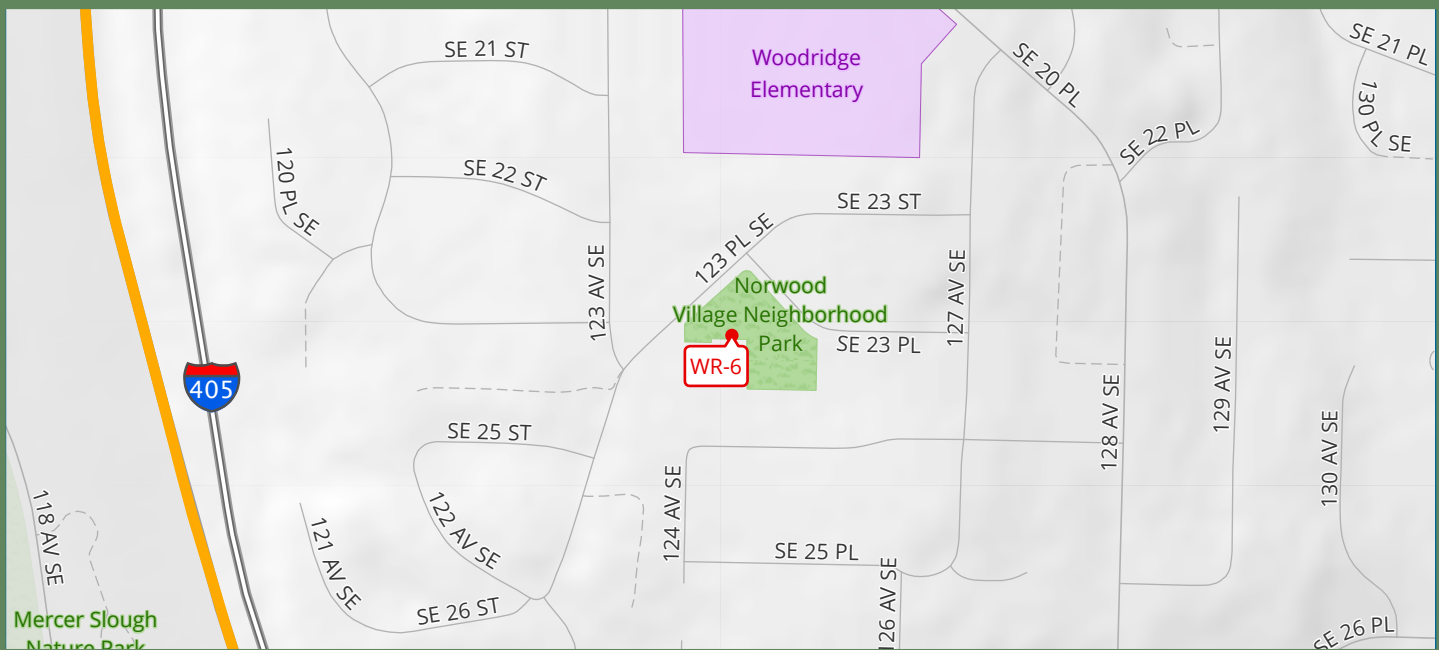 SE 21 ST
Woodridge
Elementary
SE 20 PL
SE 21 PL
130 PL SE
SE 22 PL
120 PL SE
SE 22 ST
SE 23 ST
123 PL SE
123 AV SE
127 AV SE
Norwood
Village Neighborhood
Park
SE 23 PL
WR-6
405
129 AV SE
128 AV SE
130 AV SE
SE 25 ST
124 AV SE
118 AV SE
122 AV SE
121 AV SE
SE 25 PL
126 AV SE
SE 26 ST
Mercer Slough
Nature Park
SE 26 PL